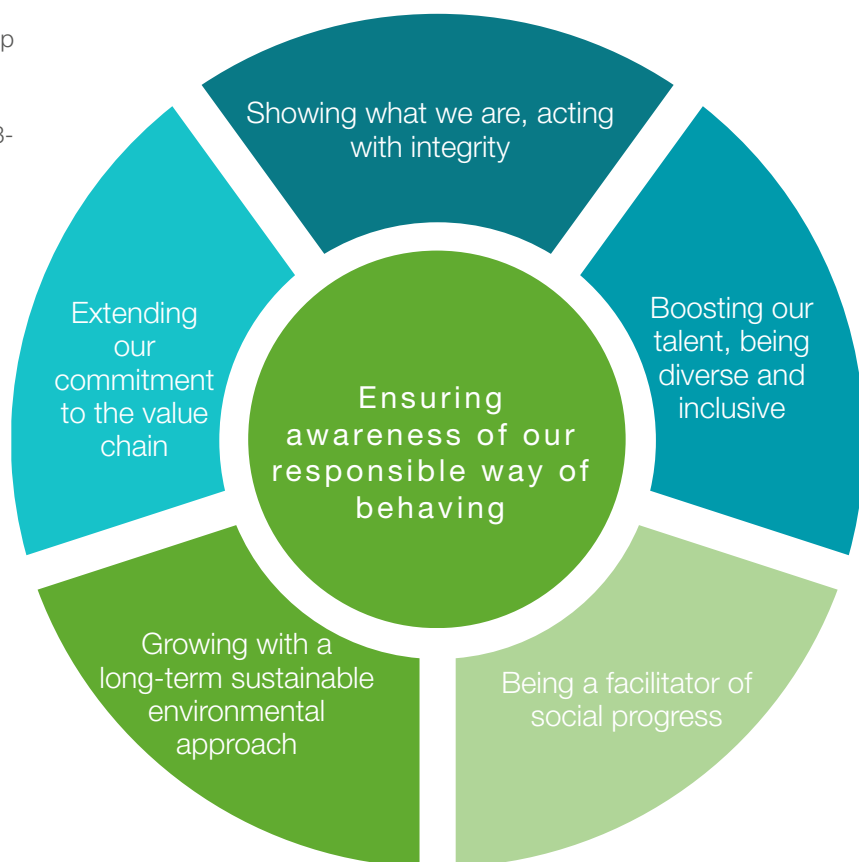 p
3-
Showing what we are, acting
with integrity
Boosting our
talent, being
diverse and
inclusive
Being a facilitator of
social progress
Growing with a
long-term sustainable
environmental
approach
Extending
our
commitment
to the value
chain
Ensuring
awareness of our
responsible way of
behaving